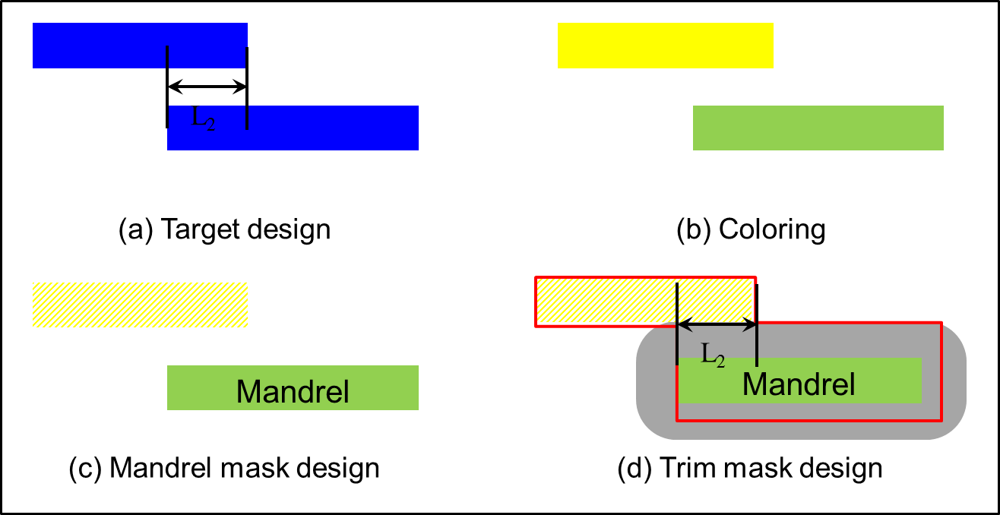 L2
(a) Target design
(b) Coloring
Mandrel
(c) Mandrel mask design
L2
Mandrel
(d) Trim mask design